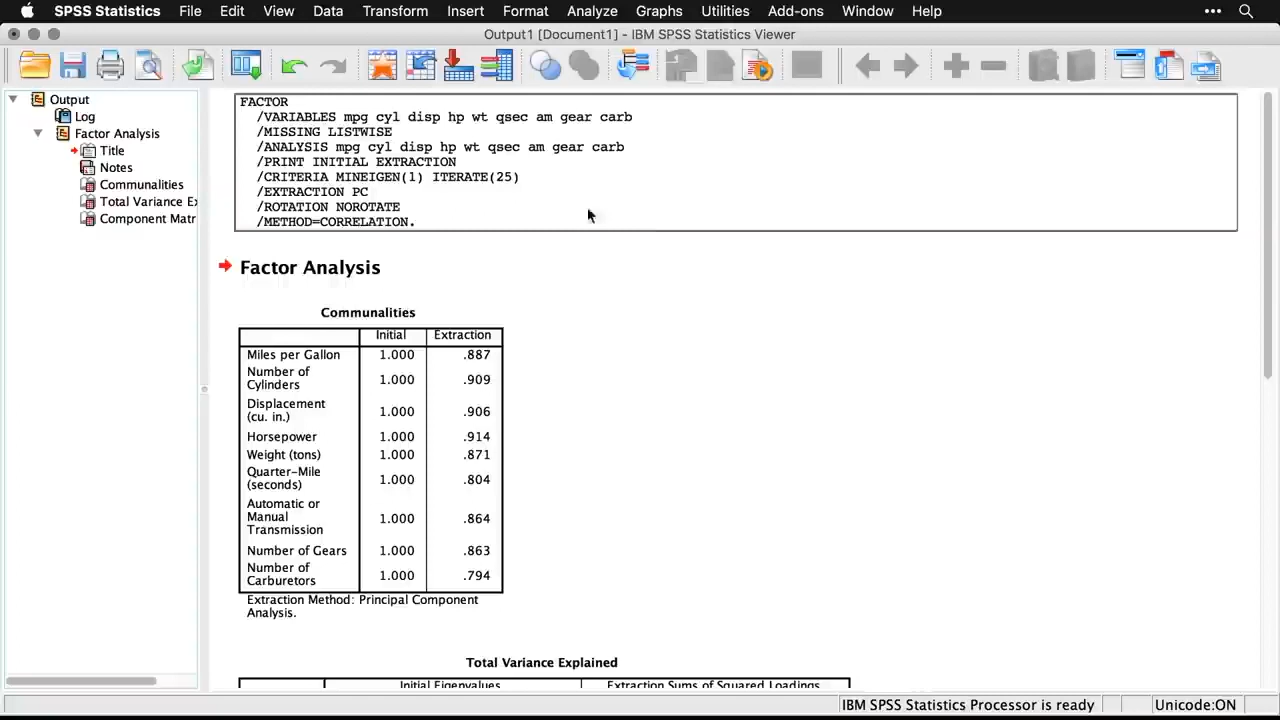 SPSS Statistics File Edit View Data Transform Insert Format Analyze Graphs Utilities Add-ons Window Help
Output1 [Document1] - IBM SPSS Statistics Viewer
Output
Log
Factor Analysis
Title
Notes
Communalities
Total Variance Ex
Component Matr
FACTOR
/VARIABLES mpg cyl disp hp wt qsec am gear carb
/MISSING LISTWISE
/ANALYSIS mpg cyl disp hp wt qsec am gear carb
/PRINT INITIAL EXTRACTION
/CRITERIA MINEIGEN(1) ITERATE(25)
/EXTRACTION PC
/ROTATION NOROTATE
/METHOD=CORRELATION.
Factor Analysis
Communalities
Initial Extraction
Miles per Gallon 1.000 .887
Number of
Cylinders 1.000 .909
Displacement
(cu. in.) 1.000 .906
Horsepower 1.000 .914
Weight (tons) 1.000 .871
Quarter-Mile
(seconds) 1.000 .804
Automatic or
Manual 1.000 .864
Transmission
Number of Gears 1.000 .863
Number of
Carburetors 1.000 .794
Extraction Method: Principal Component
Analysis.
Total Variance Explained
Initial Eigenvalues Extraction Sums of Squared Loadings
IBM SPSS Statistics Processor is ready Unicode:ON